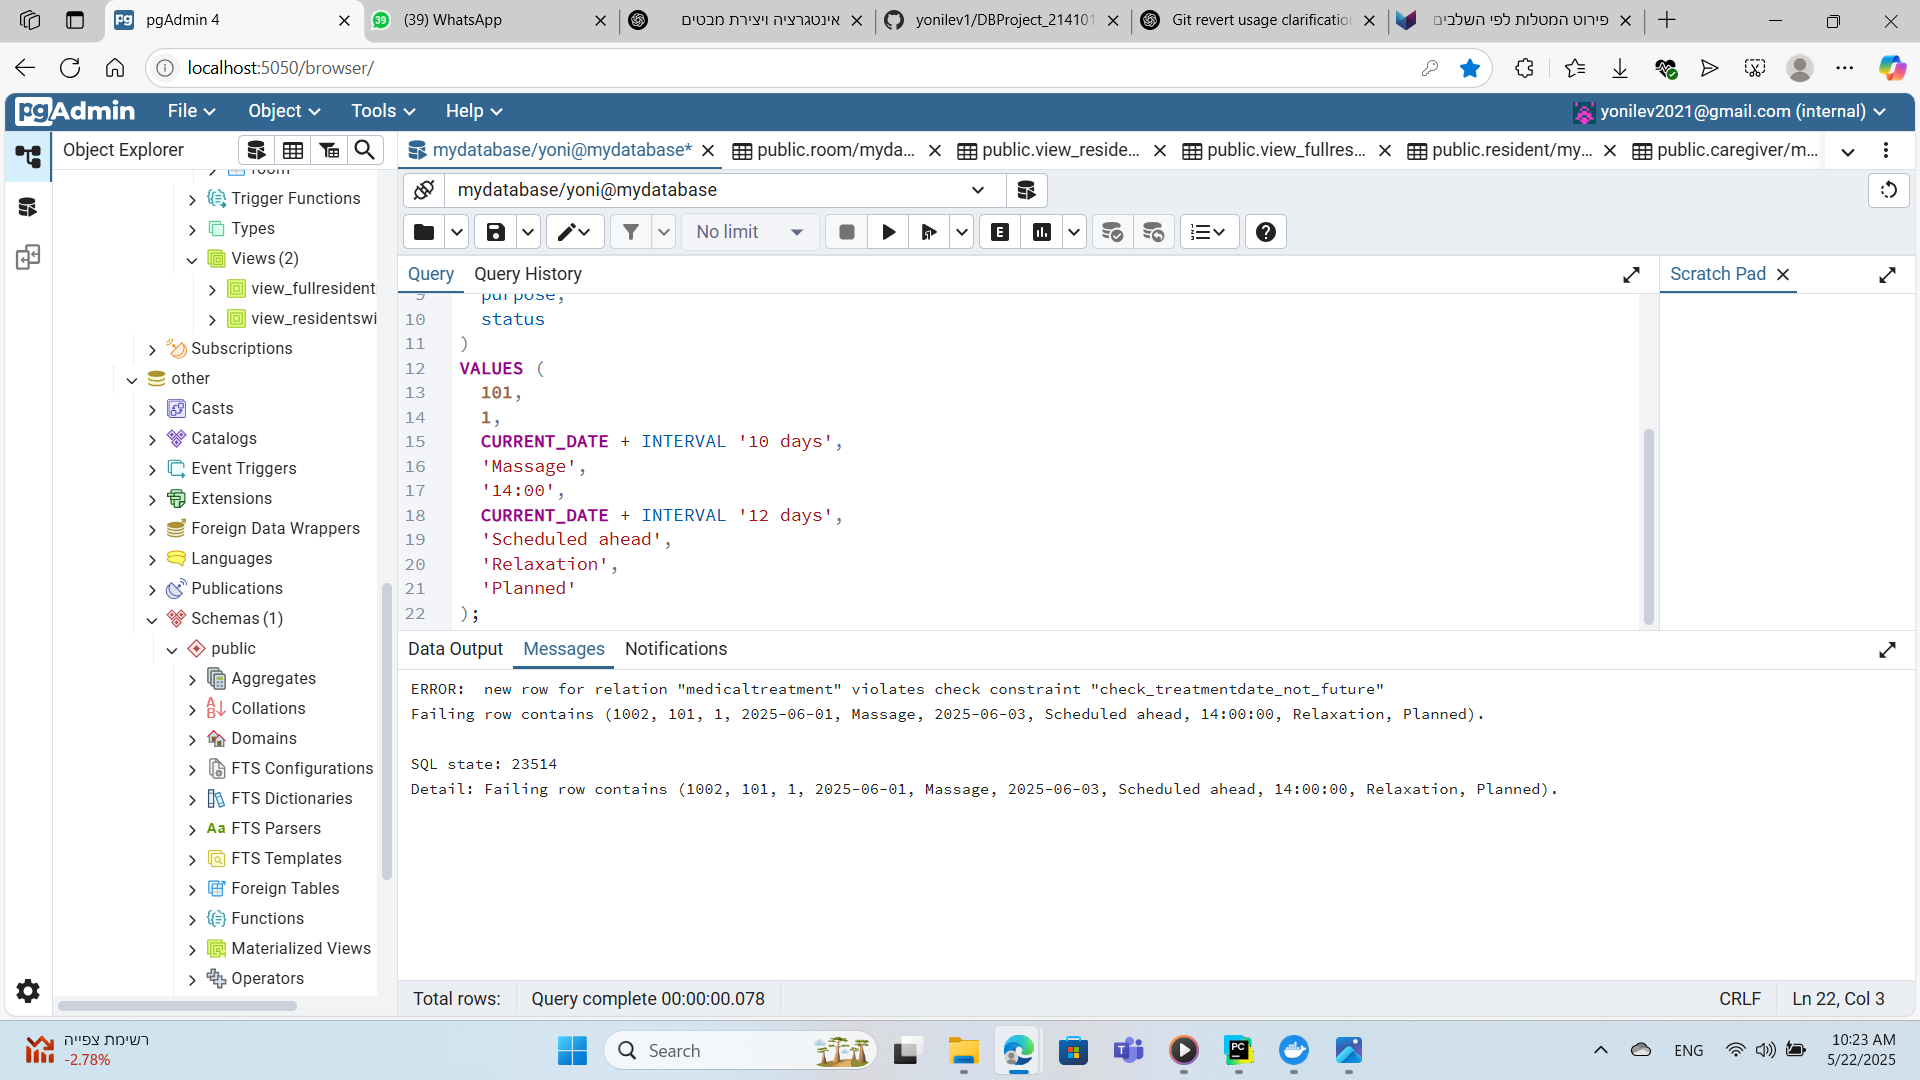 pgAdmin 4
(39) WhatsApp
אינטגרציה ויצירת מבטים
yonilev1/DBProject_21410
Git revert usage clarificatio
פירוט המטלות לפי השלבים
localhost:5050/browser/
pgAdmin
File
Object
Tools
Help
yonilev2021@gmail.com (internal)
Object Explorer
mydatabase/yoni@mydatabase*
public.room/myda...
public.view_reside...
public.view_fullres...
public.resident/my...
public.caregiver/m...
mydatabase/yoni@mydatabase
No limit
E
Query
Query History
Scratch Pad
room
Trigger Functions
Types
Views (2)
view_fullresident
view_residentswi
Subscriptions
other
Casts
Catalogs
Event Triggers
Extensions
Foreign Data Wrappers
Languages
Publications
Schemas (1)
public
Aggregates
Collations
Domains
FTS Configurations
FTS Dictionaries
Aa FTS Parsers
FTS Templates
Foreign Tables
Functions
Materialized Views
Operators
9 purpose,
10 status
11 )
12 VALUES (
13 101,
14 1,
15 CURRENT_DATE + INTERVAL '10 days',
16 'Massage',
17 '14:00',
18 CURRENT_DATE + INTERVAL '12 days',
19 'Scheduled ahead',
20 'Relaxation',
21 'Planned'
22 );
Data Output
Messages
Notifications
ERROR:  new row for relation "medicaltreatment" violates check constraint "check_treatmentdate_not_future"
Failing row contains (1002, 101, 1, 2025-06-01, Massage, 2025-06-03, Scheduled ahead, 14:00:00, Relaxation, Planned).
SQL state: 23514
Detail: Failing row contains (1002, 101, 1, 2025-06-01, Massage, 2025-06-03, Scheduled ahead, 14:00:00, Relaxation, Planned).
Total rows:
Query complete 00:00:00.078
CRLF
Ln 22, Col 3
רשימת צפייה
-2.78%
Search
PC
ENG
10:23 AM
5/22/2025